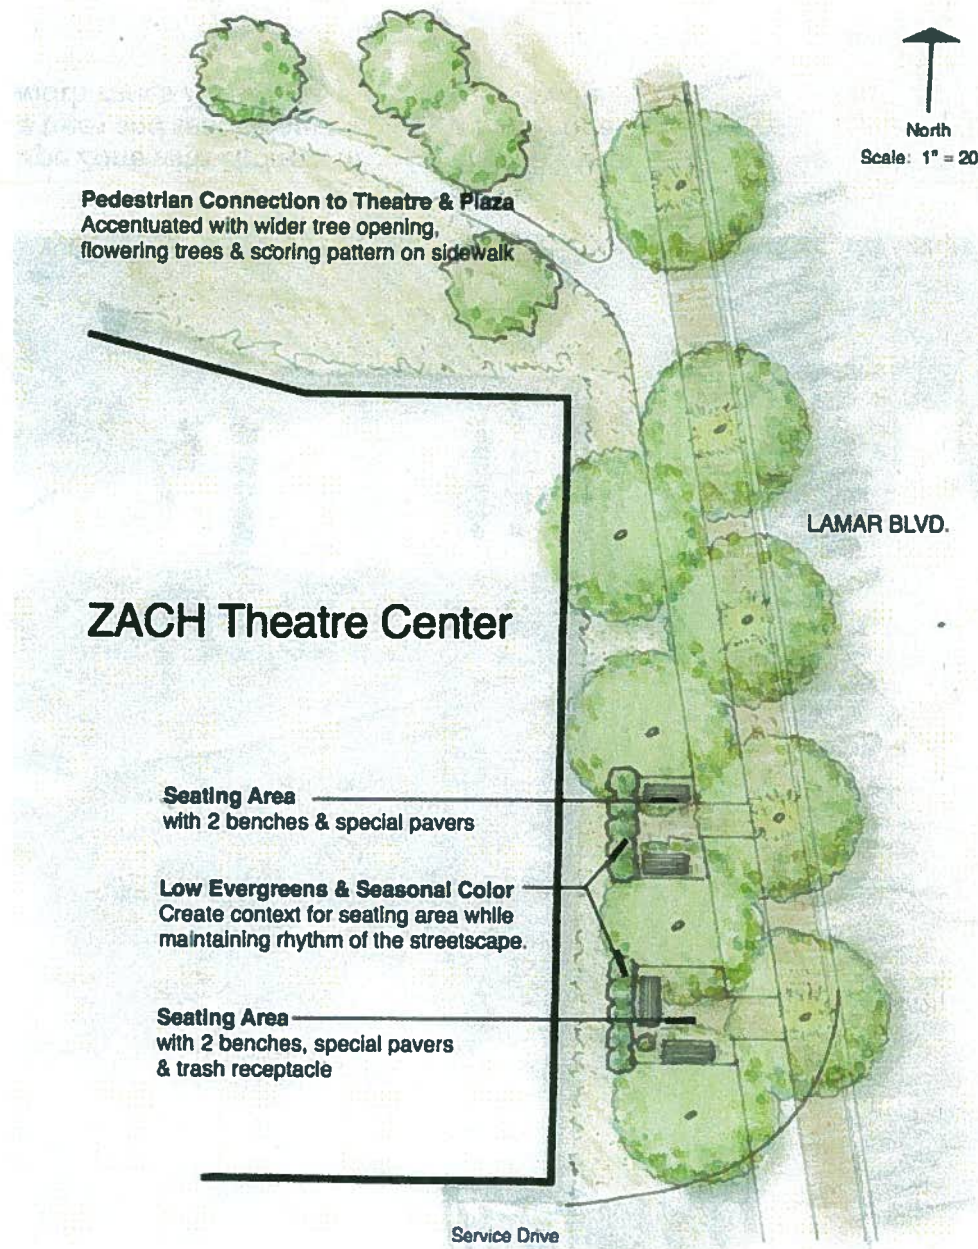 North
Scale: 1" = 20
Pedestrian Connection to Theatre & Plaza
Accentuated with wider tree opening,
flowering trees & scoring pattern on sidewalk
LAMAR BLVD.
ZACH Theatre Center
Seating Area
with 2 benches & special pavers
Low Evergreens & Seasonal Color
Create context for seating area while
maintaining rhythm of the streetscape.
Seating Area
with 2 benches, special pavers
& trash receptacle
Service Drive